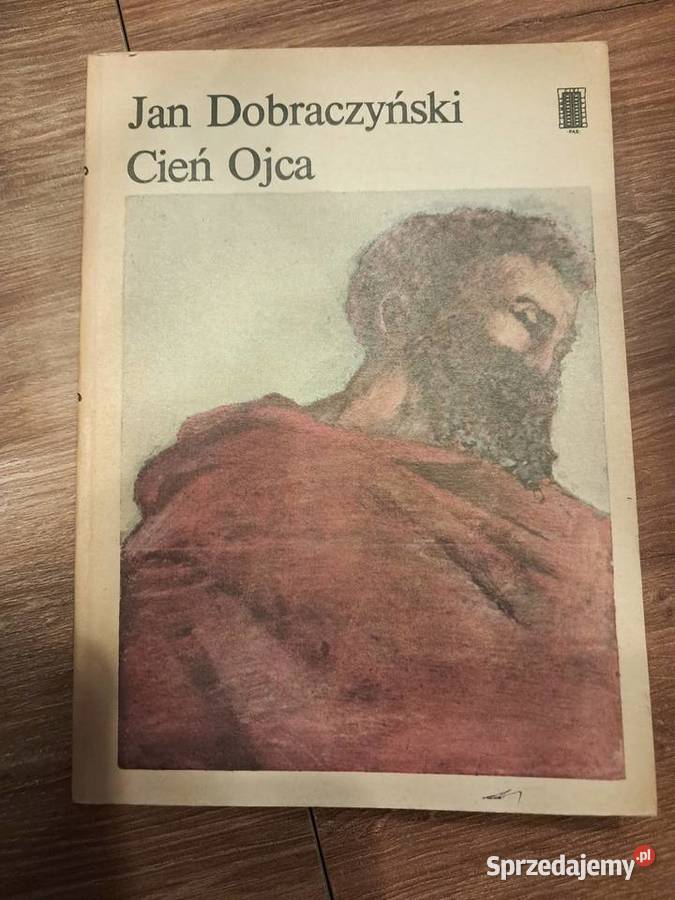 Jan Dobraczyński
Cień Ojca
PAX
Sprzedajemy.pl